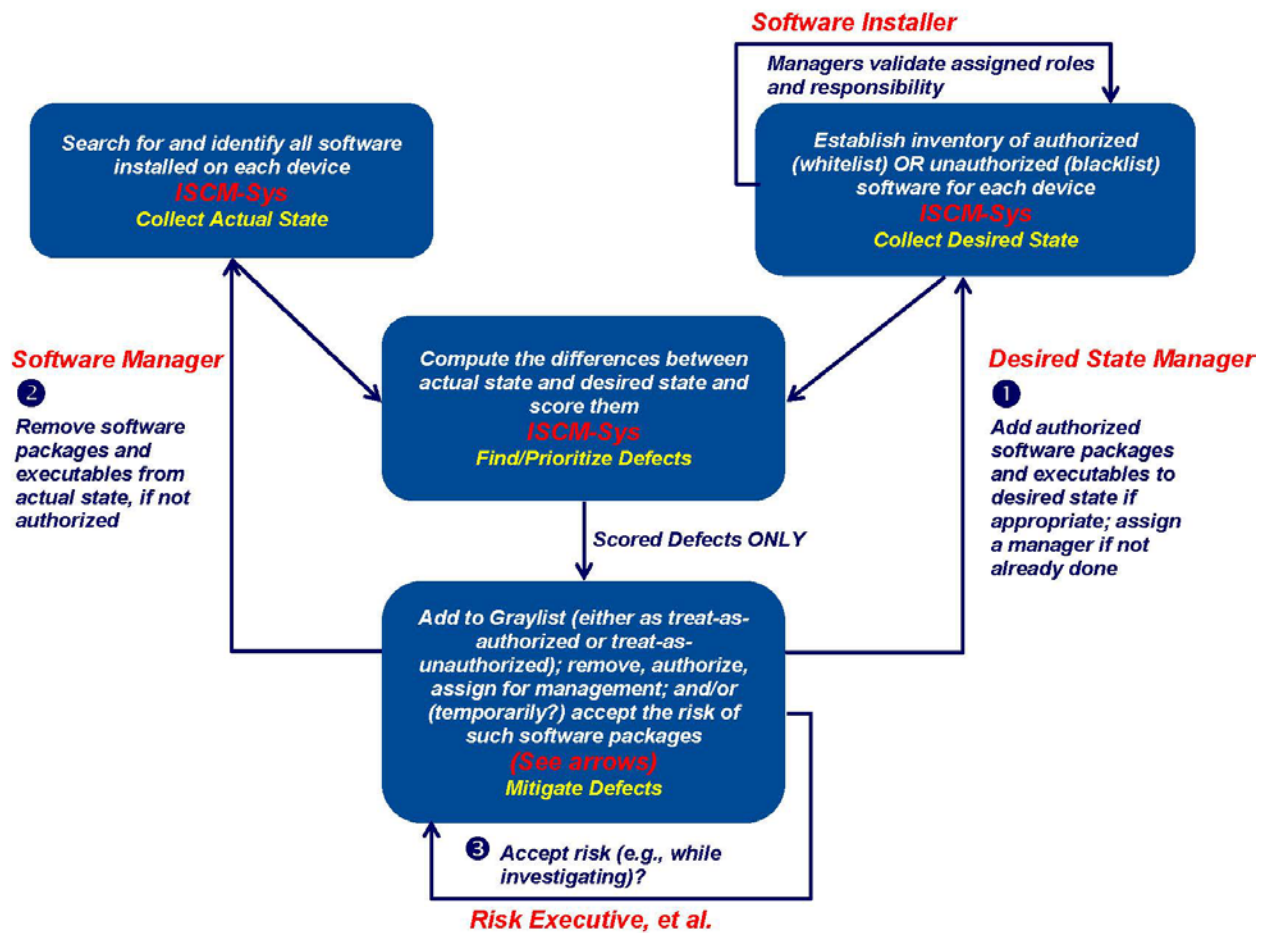 Software Installer
Managers validate assigned roles
and responsibility
Search for and identify all software
installed on each device
ISCM-Sys
Collect Actual State
Establish inventory of authorized
(whitelist) OR unauthorized (blacklist)
software for each device
ISCM-Sys
Collect Desired State
Software Manager
❷
Remove software
packages and
executables from
actual state, if not
authorized
Compute the differences between
actual state and desired state and
score them
ISCM-Sys
Find/Prioritize Defects
Desired State Manager
❶
Add authorized
software packages
and executables to
desired state if
appropriate; assign
a manager if not
already done
Scored Defects ONLY
Add to Graylist (either as treat-as-
authorized or treat-as-
unauthorized); remove, authorize,
assign for management; and/or
(temporarily?) accept the risk of
such software packages
(See arrows)
Mitigate Defects
❸ Accept risk (e.g., while
investigating)?
Risk Executive, et al.